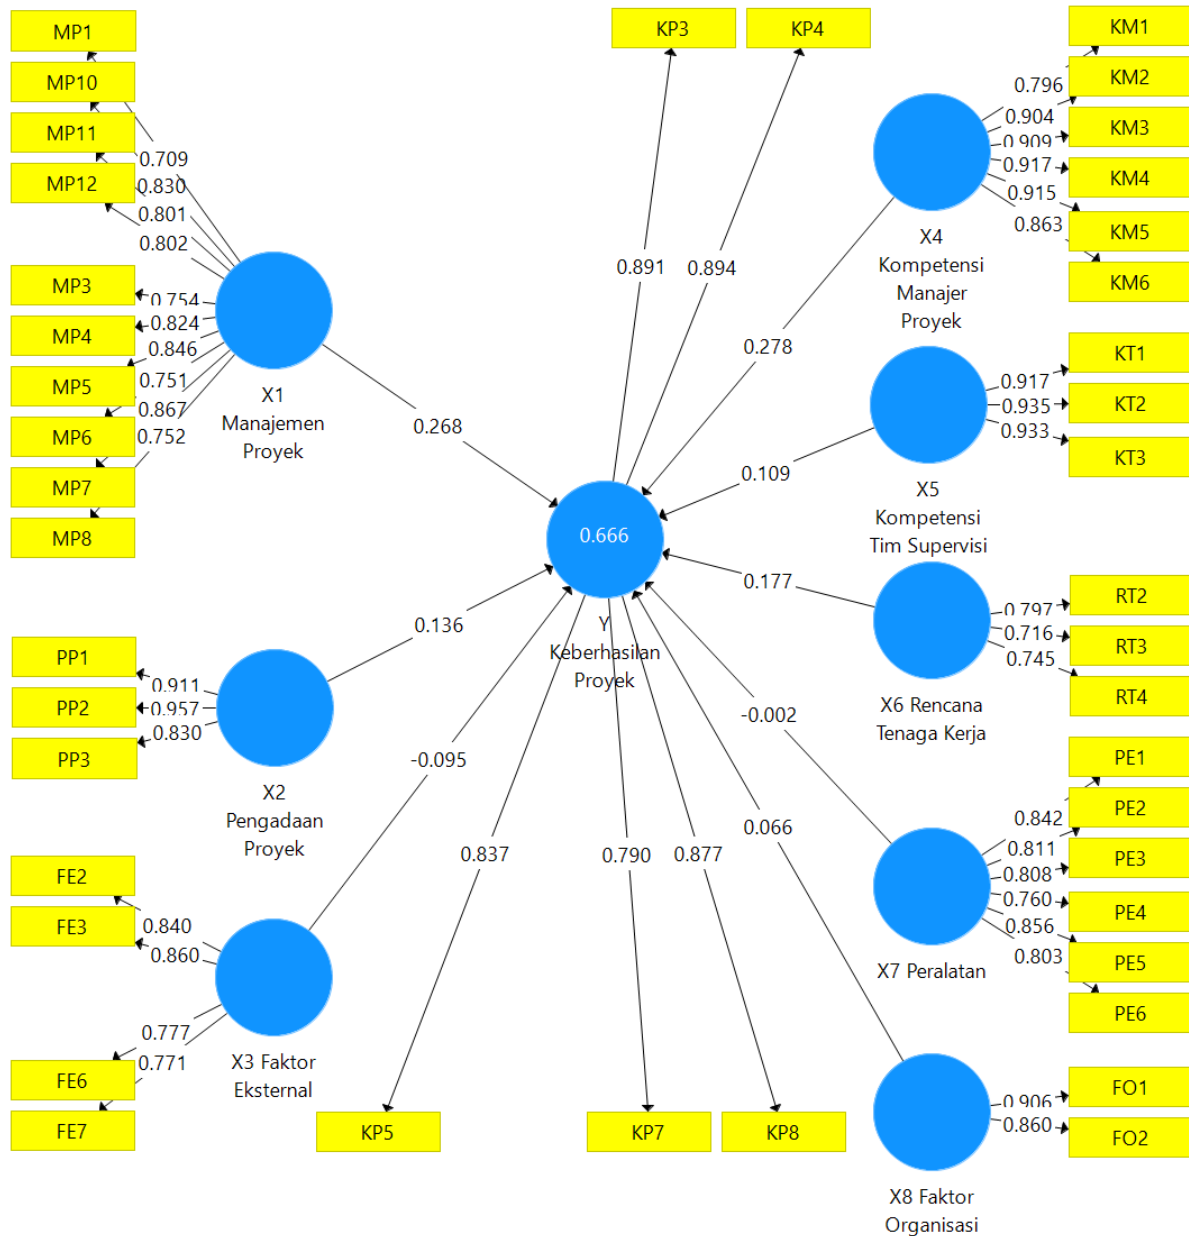 MP1
MP10
MP11
MP12
0.709
0.830
0.801
0.802
MP3
MP4
MP5
MP6
MP7
MP8
0.754
0.824
0.846
0.751
0.867
0.752
X1
Manajemen
Proyek
0.268
PP1
PP2
PP3
0.911
0.957
0.830
X2
Pengadaan
Proyek
0.136
FE2
FE3
FE6
FE7
0.840
0.860
0.777
0.771
X3 Faktor
Eksternal
-0.095
KP3
KP4
0.891
0.894
0.666
Y
Keberhasilan
Proyek
0.837
0.790
0.877
KP5
KP7
KP8
KM1
KM2
KM3
KM4
KM5
KM6
0.796
0.904
0.909
0.917
0.915
0.863
X4
Kompetensi
Manajer
Proyek
0.278
KT1
KT2
KT3
0.917
0.935
0.933
X5
Kompetensi
Tim Supervisi
0.109
RT2
RT3
RT4
0.797
0.716
0.745
X6 Rencana
Tenaga Kerja
0.177
PE1
PE2
PE3
PE4
PE5
PE6
0.842
0.811
0.808
0.760
0.856
0.803
X7 Peralatan
-0.002
FO1
FO2
0.906
0.860
X8 Faktor
Organisasi
0.066